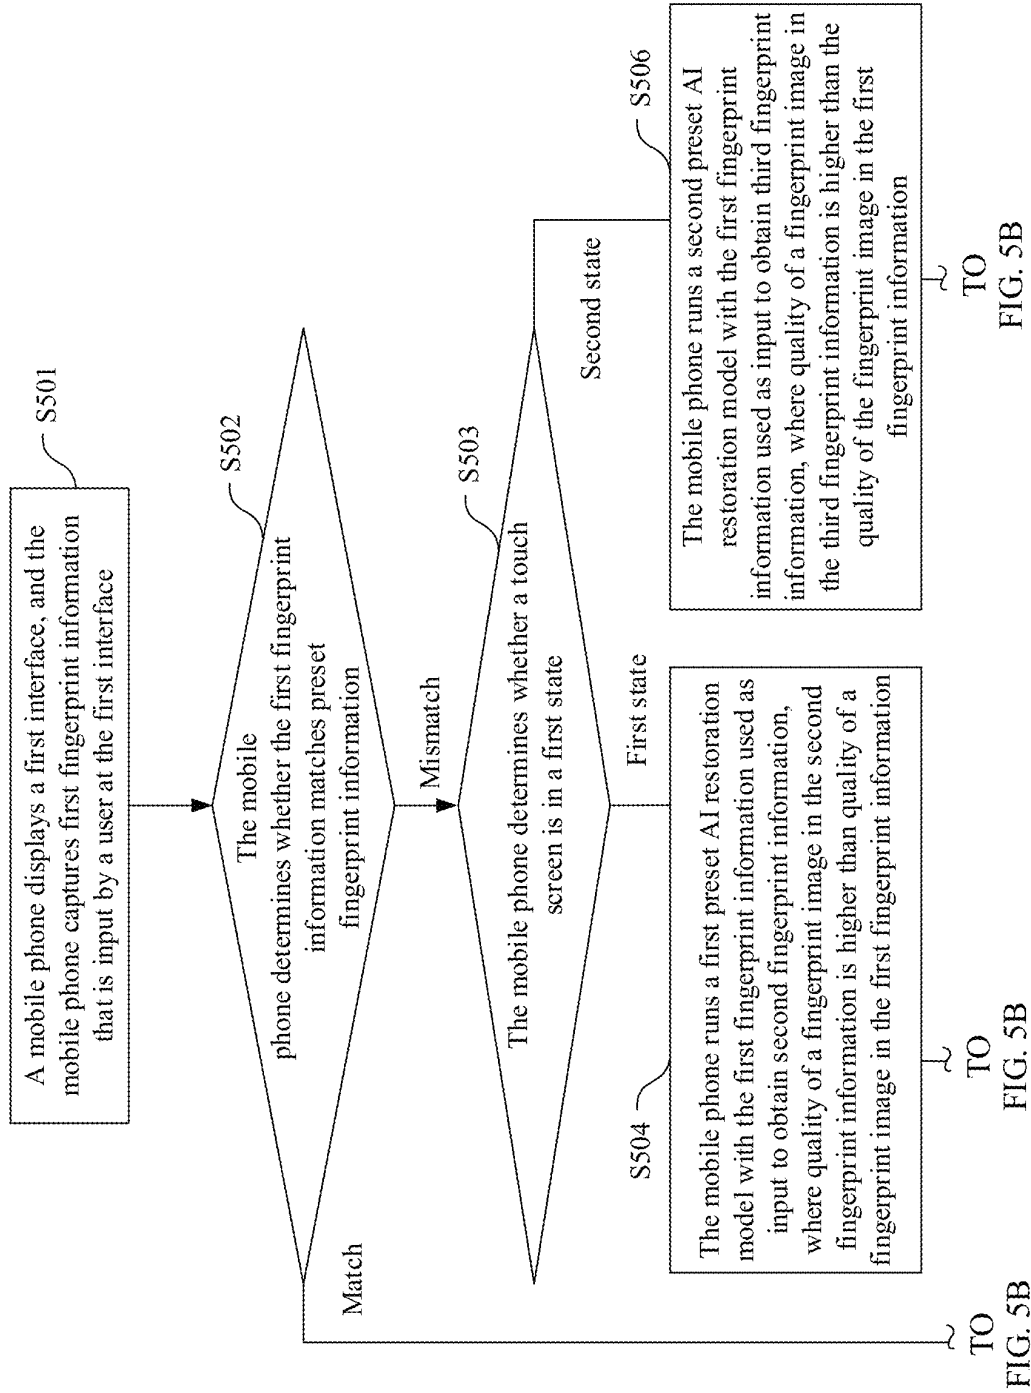 A mobile phone displays a first interface, and the
mobile phone captures first fingerprint information
that is input by a user at the first interface
S501
The mobile
phone determines whether the first fingerprint
information matches preset
fingerprint information
S502
Match
Mismatch
The mobile phone determines whether a touch
screen is in a first state
S503
First state
Second state
S504
The mobile phone runs a first preset AI restoration
model with the first fingerprint information used as
input to obtain second fingerprint information,
where quality of a fingerprint image in the second
fingerprint information is higher than quality of a
fingerprint image in the first fingerprint information
S506
The mobile phone runs a second preset AI
restoration model with the first fingerprint
information used as input to obtain third fingerprint
information, where quality of a fingerprint image in
the third fingerprint information is higher than the
quality of the fingerprint image in the first
fingerprint information
TO
FIG. 5B
TO
FIG. 5B
TO
FIG. 5B